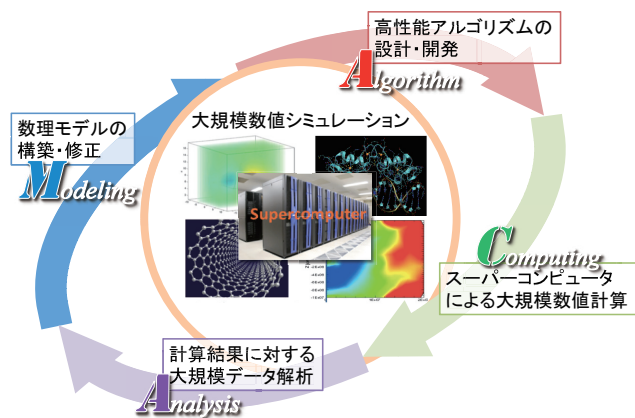 高性能アルゴリズムの
設計・開発
Algorithm
数理モデルの
構築・修正
Modeling
大規模数値シミュレーション
Supercomputer
Computing
スーパーコンピュータ
による大規模数値計算
計算結果に対する
大規模データ解析
Analysis